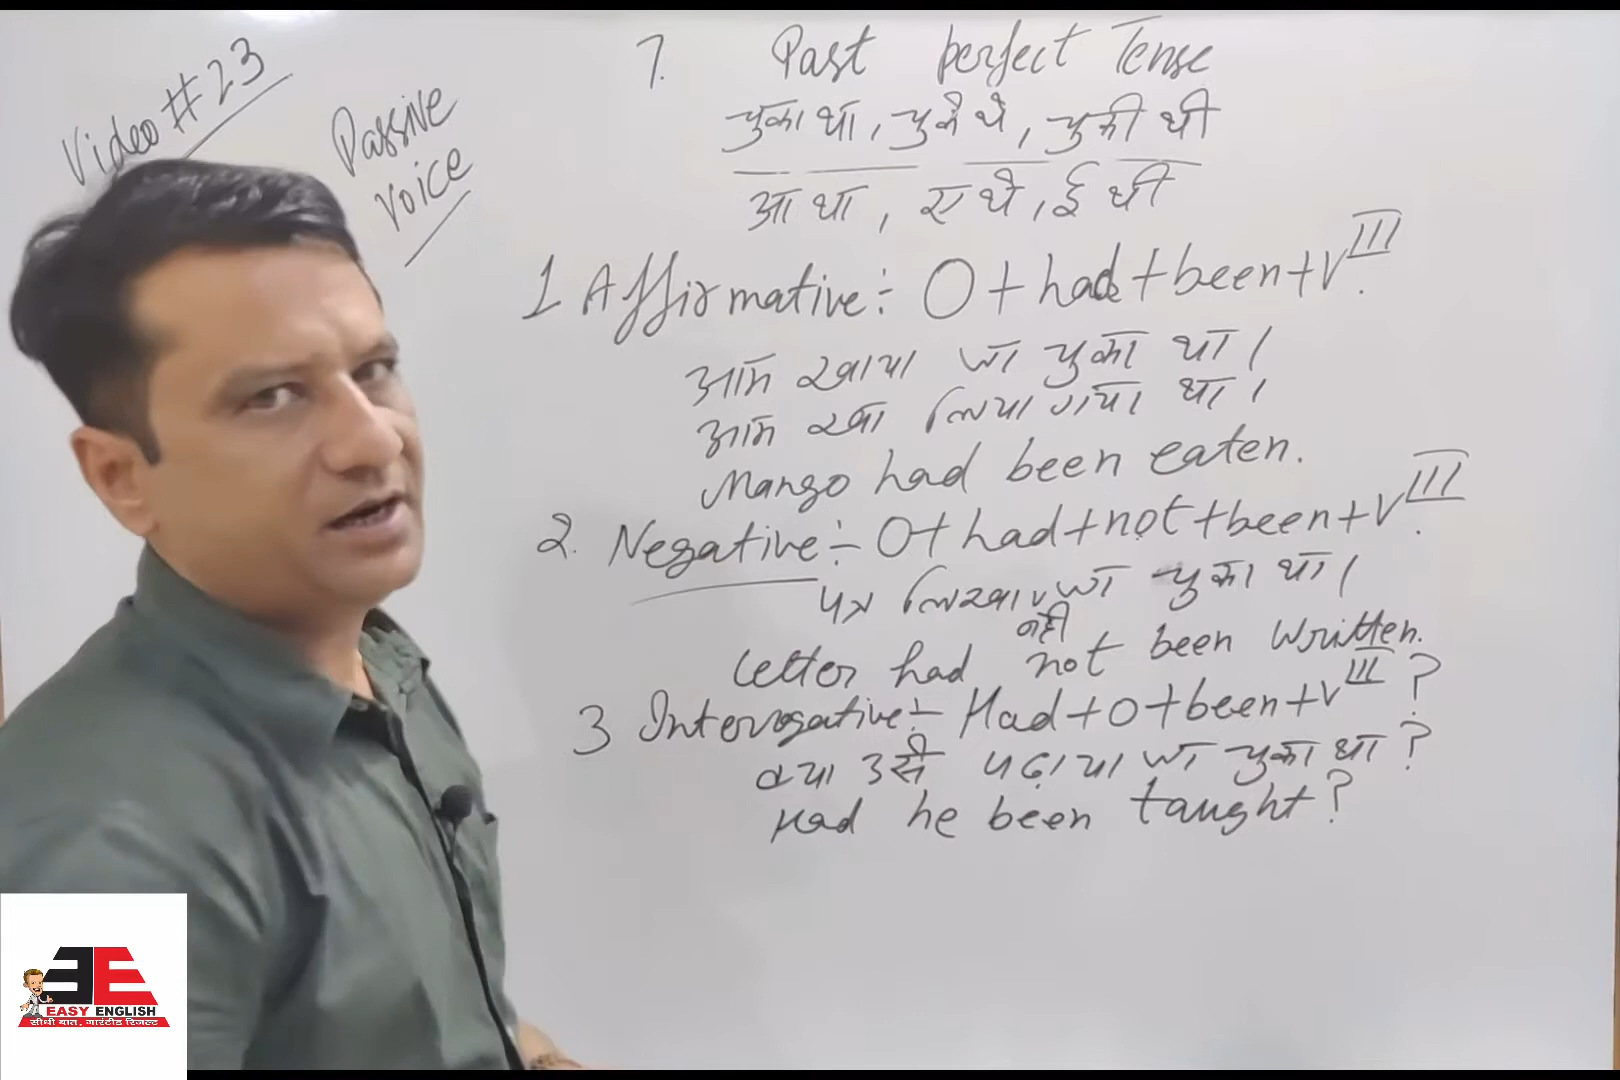 Video #23
Passive
Voice
7. Past perfect Tense
चुका था, चुके थे, चुकी थी
आ था, ए थे, ई थी
1 Affirmative :- O + had + been + V III.
आम खाया जा चुका था।
आम खा लिया गया था।
Mango had been eaten.
2. Negative :- O + had + not + been + V III.
पत्र लिखा नहीं जा चुका था।
Letter had not been written.
3 Interrogative :- Had + O + been + V III ?
क्या उसे पढ़ाया जा चुका था ?
Had he been taught ?
EE
EASY ENGLISH
सीधी बात, गारंटीड रिजल्ट